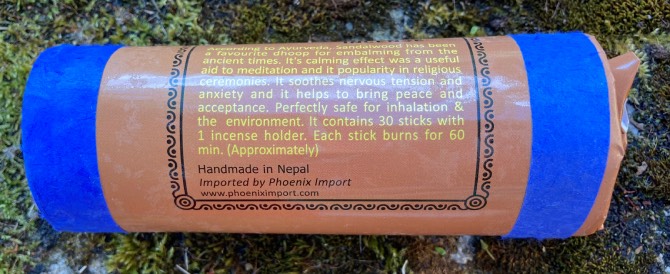 According to Ayurveda, Sandalwood has been
a favourite dhoop for embalming from the
ancient times. It's calming effect was a useful
aid to meditation and it popularity in religious
ceremonies. It soothes nervous tension and
anxiety and it helps to bring peace and
acceptance. Perfectly safe for inhalation &
the environment. It contains 30 sticks with
1 incense holder. Each stick burns for 60
min. (Approximately)
Handmade in Nepal
Imported by Phoenix Import
www.phoeniximport.com